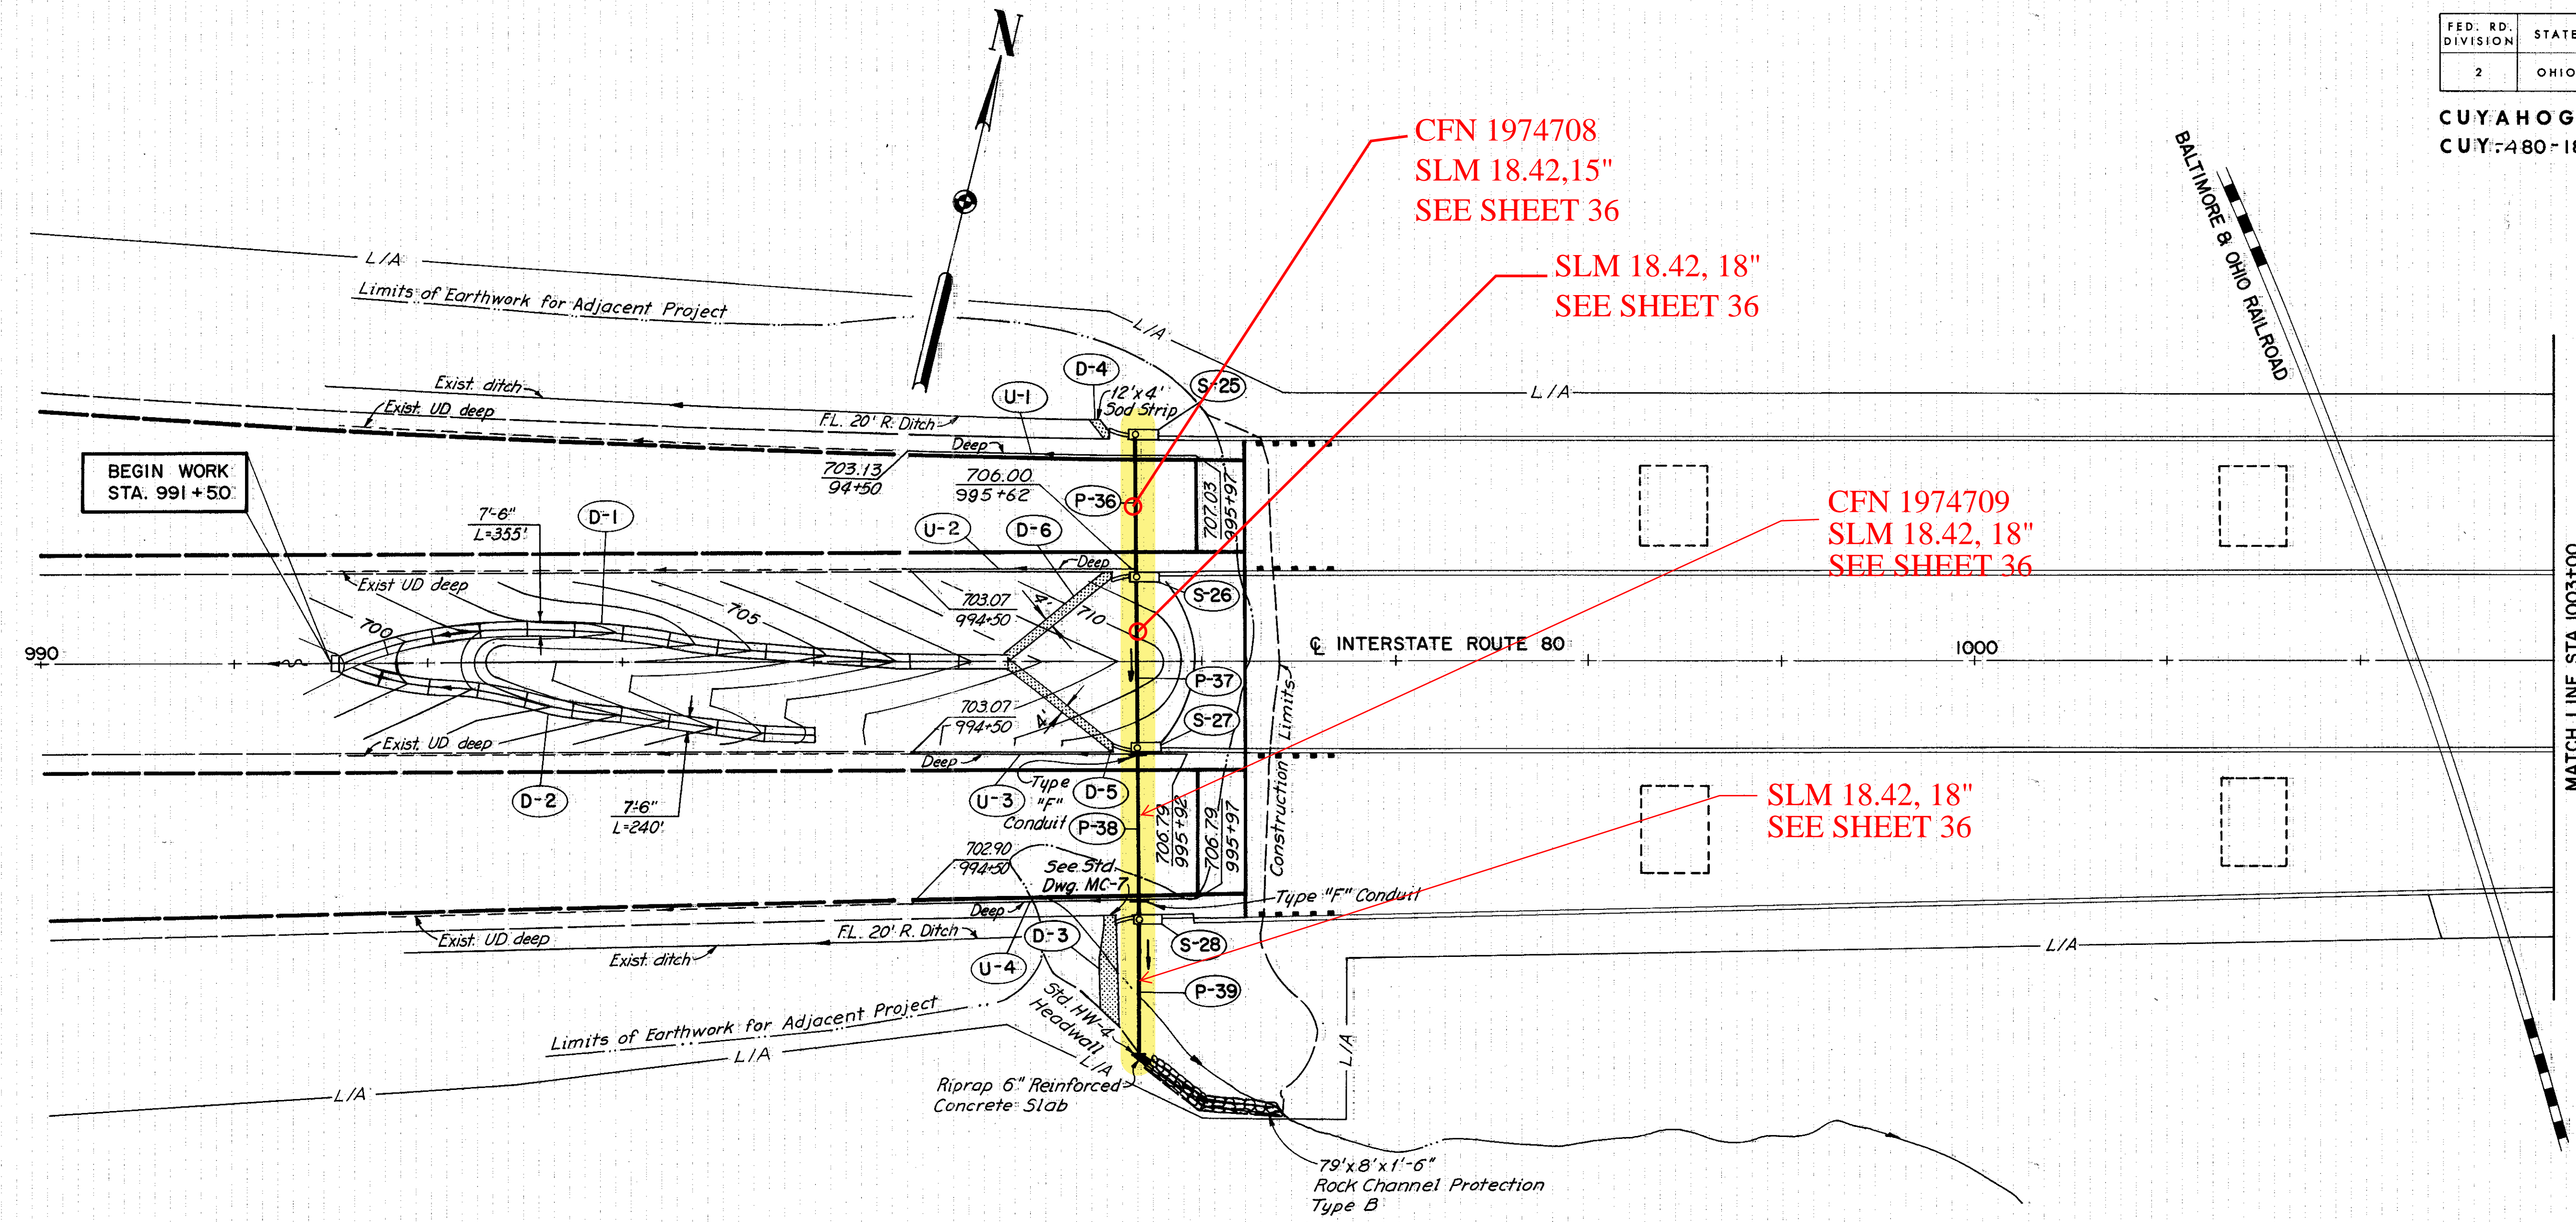 N
FED. RD. DIVISION
STATE
2
OHIO
CUYAHOG
CUY.-480-18
CFN 1974708
SLM 18.42,15"
SEE SHEET 36
SLM 18.42, 18"
SEE SHEET 36
BALTIMORE & OHIO RAILROAD
L/A
Limits of Earthwork for Adjacent Project
L/A
L/A
Exist. ditch
Exist. UD deep
F.L. 20' R. Ditch
U-1
D-4
12'x4'
Sod Strip
S-25
Deep
BEGIN WORK
STA. 991+50
703.13
94+50
706.00
995+62
P-36
707.03
995+97
CFN 1974709
SLM 18.42, 18"
SEE SHEET 36
7'-6"
L=355'
D-1
U-2
D-6
Deep
Exist UD deep
703.07
994+50
4'
710
S-26
700
705
990
℄ INTERSTATE ROUTE 80
1000
MATCH LINE STA. 1003+00
P-37
703.07
994+50
4'
S-27
Exist. UD deep
Deep
D-2
7'-6"
L=240'
U-3
Type
"F"
Conduit
D-5
P-38
706.79
995+92
706.79
995+97
Construction Limits
SLM 18.42, 18"
SEE SHEET 36
702.90
994+50
See Std.
Dwg. MC-7
Type "F" Conduit
Deep
Exist. UD deep
F.L. 20' R. Ditch
Exist. ditch
D-3
U-4
S-28
L/A
P-39
Std. HW-4
Headwall
Limits of Earthwork for Adjacent Project
L/A
L/A
L/A
L/A
Riprap 6" Reinforced
Concrete Slab
79'x8'x1'-6"
Rock Channel Protection
Type B